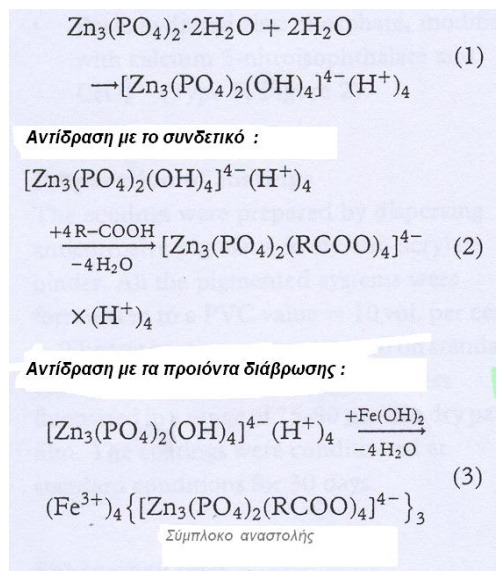 Zn₃(PO₄)₂·2H₂O + 2H₂O
(1)
→[Zn₃(PO₄)₂(OH)₄]⁴⁻(H⁺)₄
Αντίδραση με το συνδετικό :
[Zn₃(PO₄)₂(OH)₄]⁴⁻(H⁺)₄
+4 R–COOH
−4 H₂O
→ [Zn₃(PO₄)₂(RCOO)₄]⁴⁻ (2)
×(H⁺)₄
Αντίδραση με τα προιόντα διάβρωσης :
[Zn₃(PO₄)₂(OH)₄]⁴⁻(H⁺)₄ +Fe(OH)₂ →
−4 H₂O
(3)
(Fe³⁺)₄{[Zn₃(PO₄)₂(RCOO)₄]⁴⁻}₃
Σύμπλοκο αναστολής